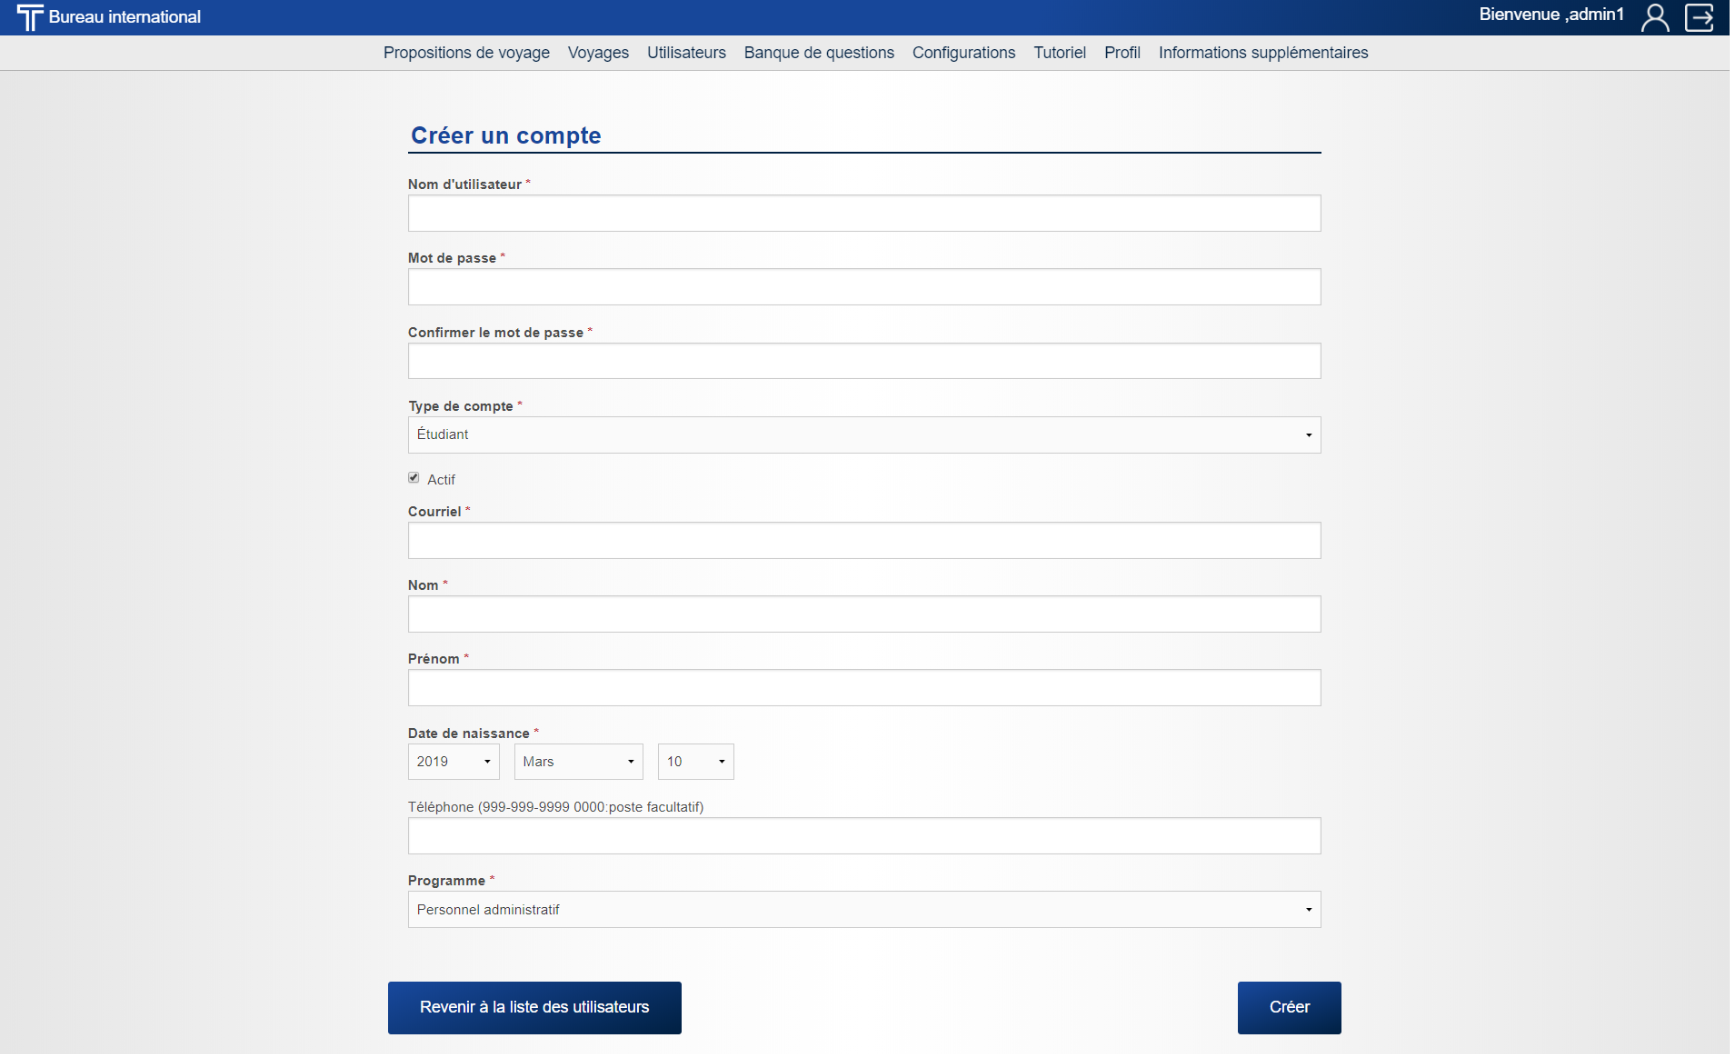 Bureau international
Bienvenue ,admin1
Propositions de voyage Voyages Utilisateurs Banque de questions Configurations Tutoriel Profil Informations supplémentaires
Créer un compte
Nom d'utilisateur *
Mot de passe *
Confirmer le mot de passe *
Type de compte *
Étudiant
Actif
Courriel *
Nom *
Prénom *
Date de naissance *
2019 Mars 10
Téléphone (999-999-9999 0000:poste facultatif)
Programme *
Personnel administratif
Revenir à la liste des utilisateurs Créer